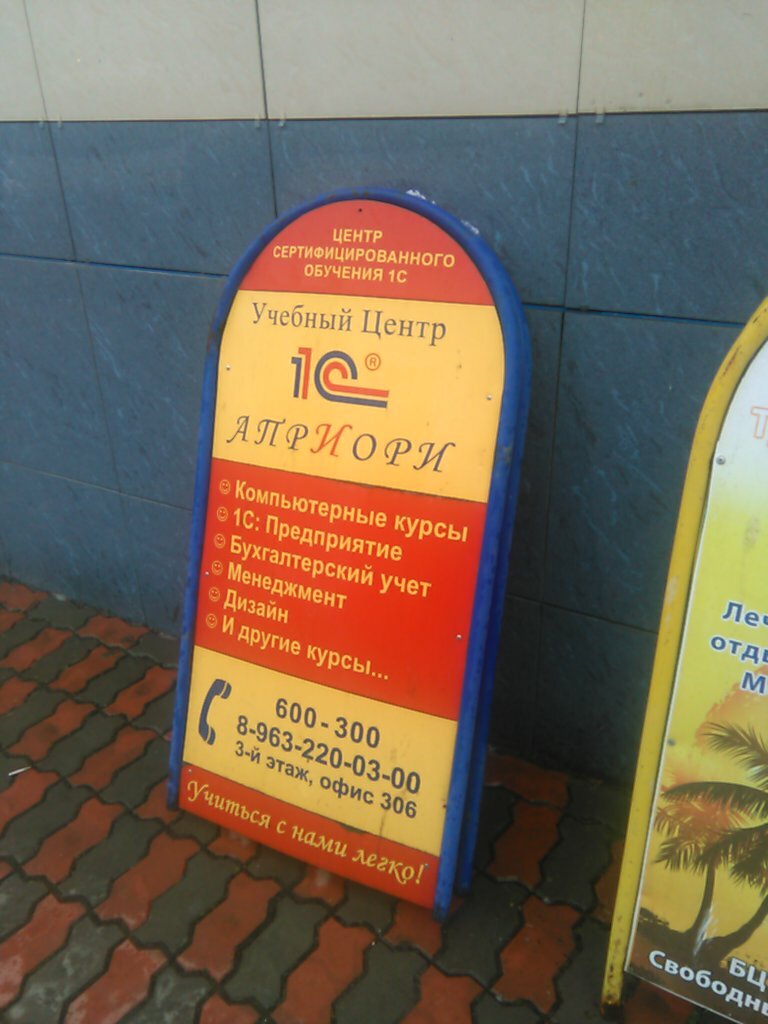 ЦЕНТР
СЕРТИФИЦИРОВАННОГО
ОБУЧЕНИЯ 1С
Учебный Центр
1С®
АПРИОРИ
Компьютерные курсы
1С: Предприятие
Бухгалтерский учет
Менеджмент
Дизайн
И другие курсы...
600-300
8-963-220-03-00
3-й этаж, офис 306
Учиться с нами легко!
БЦ